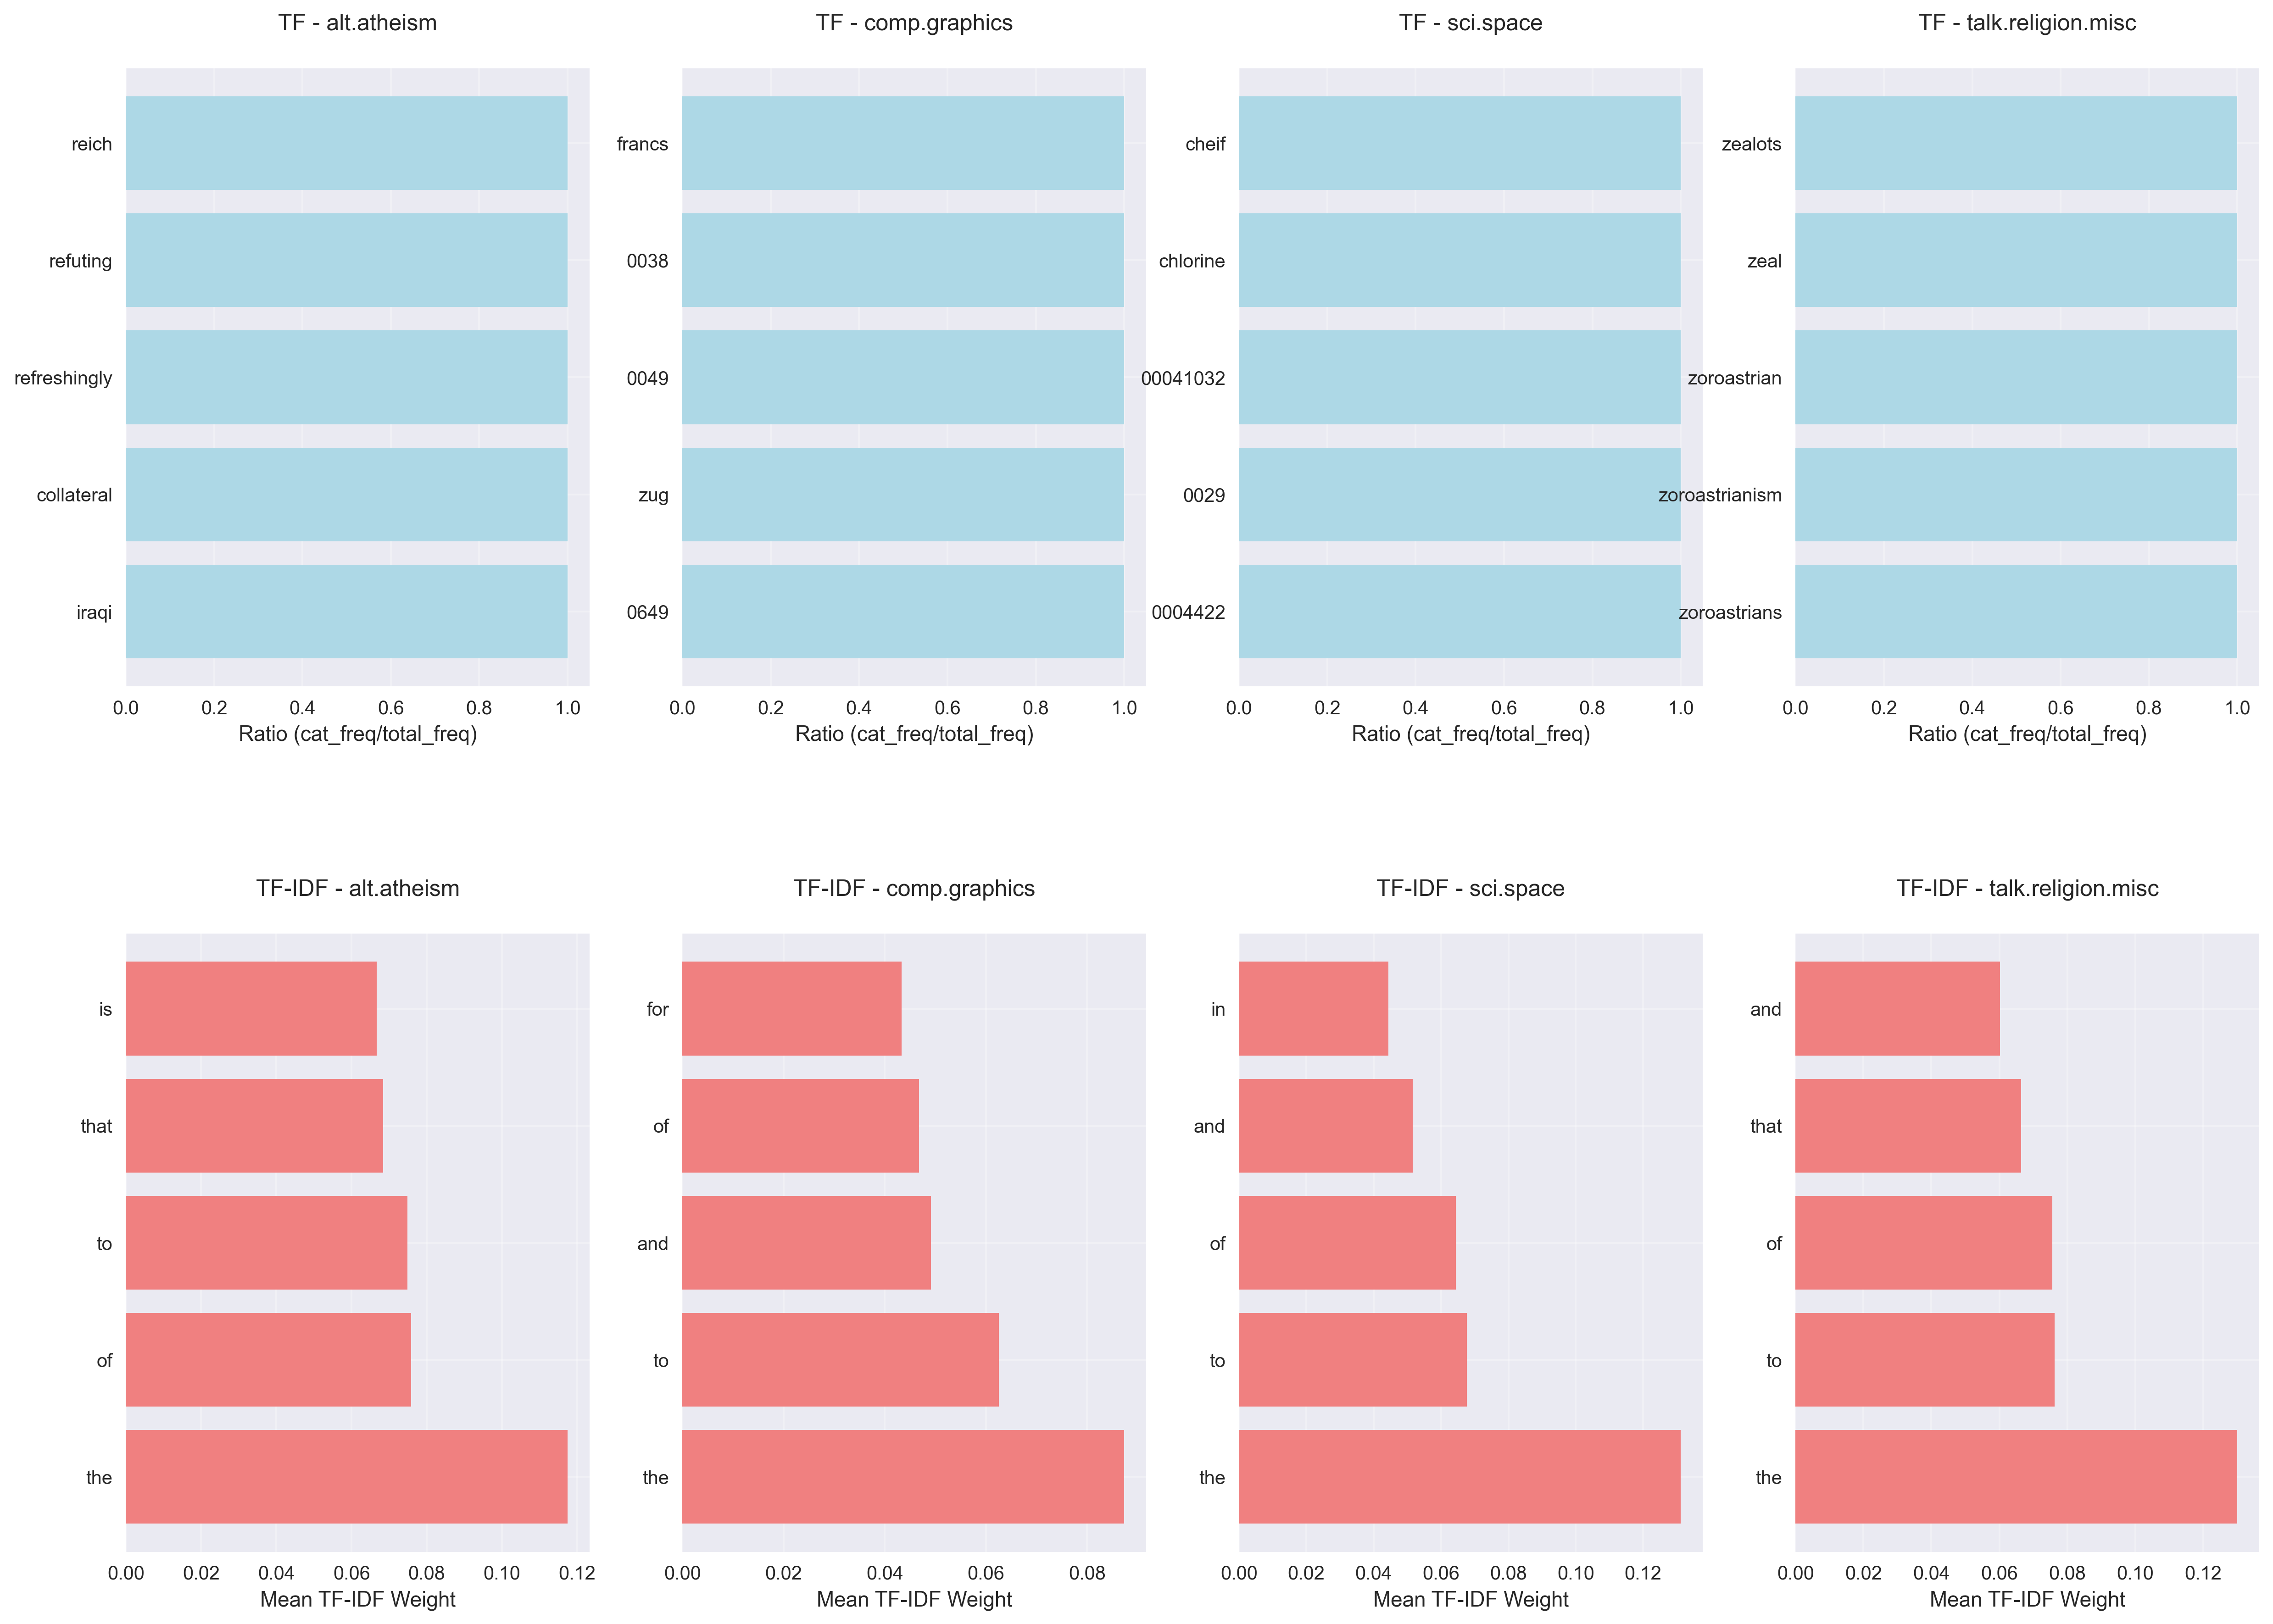 TF - alt.atheism
reich
refuting
refreshingly
collateral
iraqi
0.0 0.2 0.4 0.6 0.8 1.0
Ratio (cat_freq/total_freq)
TF - comp.graphics
francs
0038
0049
zug
0649
0.0 0.2 0.4 0.6 0.8 1.0
Ratio (cat_freq/total_freq)
TF - sci.space
cheif
chlorine
00041032
0029
0004422
0.0 0.2 0.4 0.6 0.8 1.0
Ratio (cat_freq/total_freq)
TF - talk.religion.misc
zealots
zeal
zoroastrian
zoroastrianism
zoroastrians
0.0 0.2 0.4 0.6 0.8 1.0
Ratio (cat_freq/total_freq)
TF-IDF - alt.atheism
is
that
to
of
the
0.00 0.02 0.04 0.06 0.08 0.10 0.12
Mean TF-IDF Weight
TF-IDF - comp.graphics
for
of
and
to
the
0.00 0.02 0.04 0.06 0.08
Mean TF-IDF Weight
TF-IDF - sci.space
in
and
of
to
the
0.00 0.02 0.04 0.06 0.08 0.10 0.12
Mean TF-IDF Weight
TF-IDF - talk.religion.misc
and
that
of
to
the
0.00 0.02 0.04 0.06 0.08 0.10 0.12
Mean TF-IDF Weight